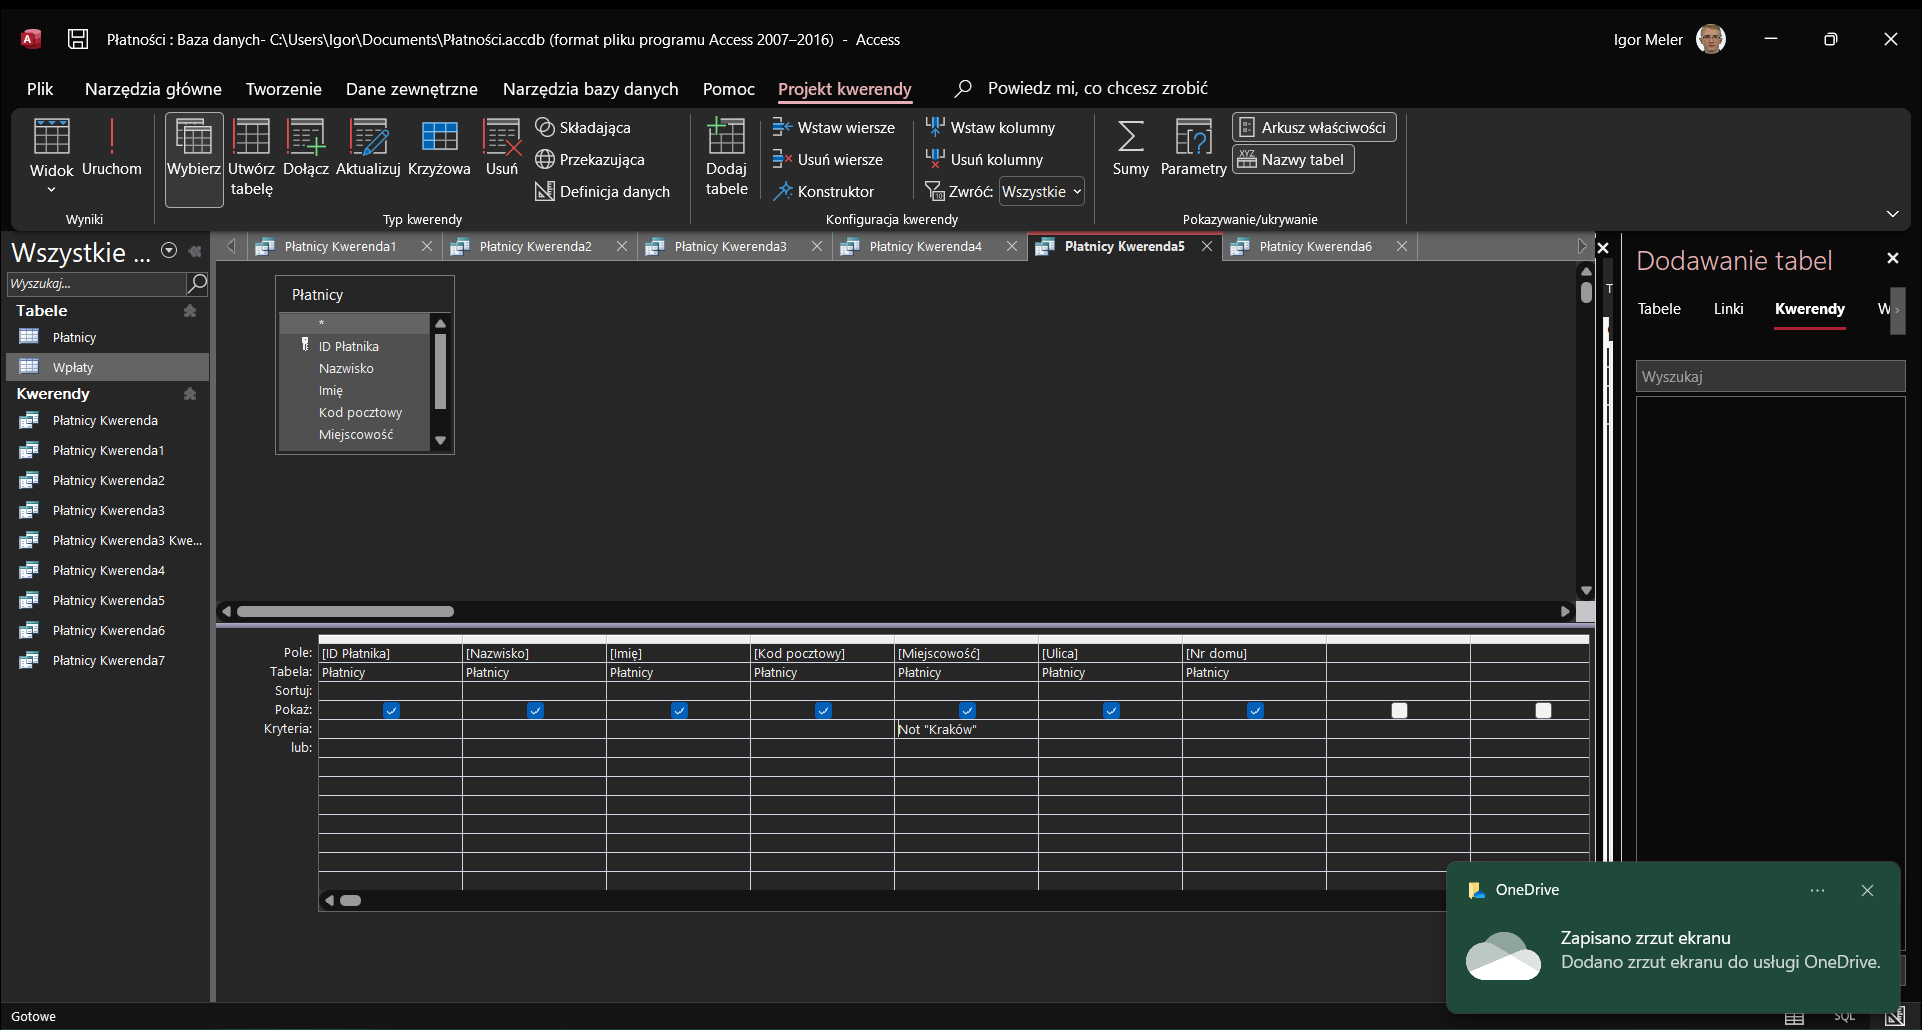 Płatności : Baza danych- C:\Users\Igor\Documents\Płatności.accdb (format pliku programu Access 2007–2016)  -  Access
Igor Meler
Plik
Narzędzia główne
Tworzenie
Dane zewnętrzne
Narzędzia bazy danych
Pomoc
Projekt kwerendy
Powiedz mi, co chcesz zrobić
Widok
Uruchom
Wyniki
Wybierz
Utwórz tabelę
Dołącz
Aktualizuj
Krzyżowa
Usuń
Składająca
Przekazująca
Definicja danych
Typ kwerendy
Dodaj tabele
Wstaw wiersze
Usuń wiersze
Konstruktor
Wstaw kolumny
Usuń kolumny
Zwróć: Wszystkie
Konfiguracja kwerendy
Sumy
Parametry
Arkusz właściwości
Nazwy tabel
Pokazywanie/ukrywanie
Wszystkie ...
Wyszukaj...
Tabele
Płatnicy
Wpłaty
Kwerendy
Płatnicy Kwerenda
Płatnicy Kwerenda1
Płatnicy Kwerenda2
Płatnicy Kwerenda3
Płatnicy Kwerenda3 Kwe...
Płatnicy Kwerenda4
Płatnicy Kwerenda5
Płatnicy Kwerenda6
Płatnicy Kwerenda7
Płatnicy Kwerenda1
Płatnicy Kwerenda2
Płatnicy Kwerenda3
Płatnicy Kwerenda4
Płatnicy Kwerenda5
Płatnicy Kwerenda6
Płatnicy
*
ID Płatnika
Nazwisko
Imię
Kod pocztowy
Miejscowość
Pole: [ID Płatnika] [Nazwisko] [Imię] [Kod pocztowy] [Miejscowość] [Ulica] [Nr domu]
Tabela: Płatnicy Płatnicy Płatnicy Płatnicy Płatnicy Płatnicy Płatnicy
Sortuj:
Pokaż:
Kryteria: Not "Kraków"
lub:
T
Dodawanie tabel
Tabele
Linki
Kwerendy
W
Wyszukaj
OneDrive
Zapisano zrzut ekranu
Dodano zrzut ekranu do usługi OneDrive.
Gotowe
SQL